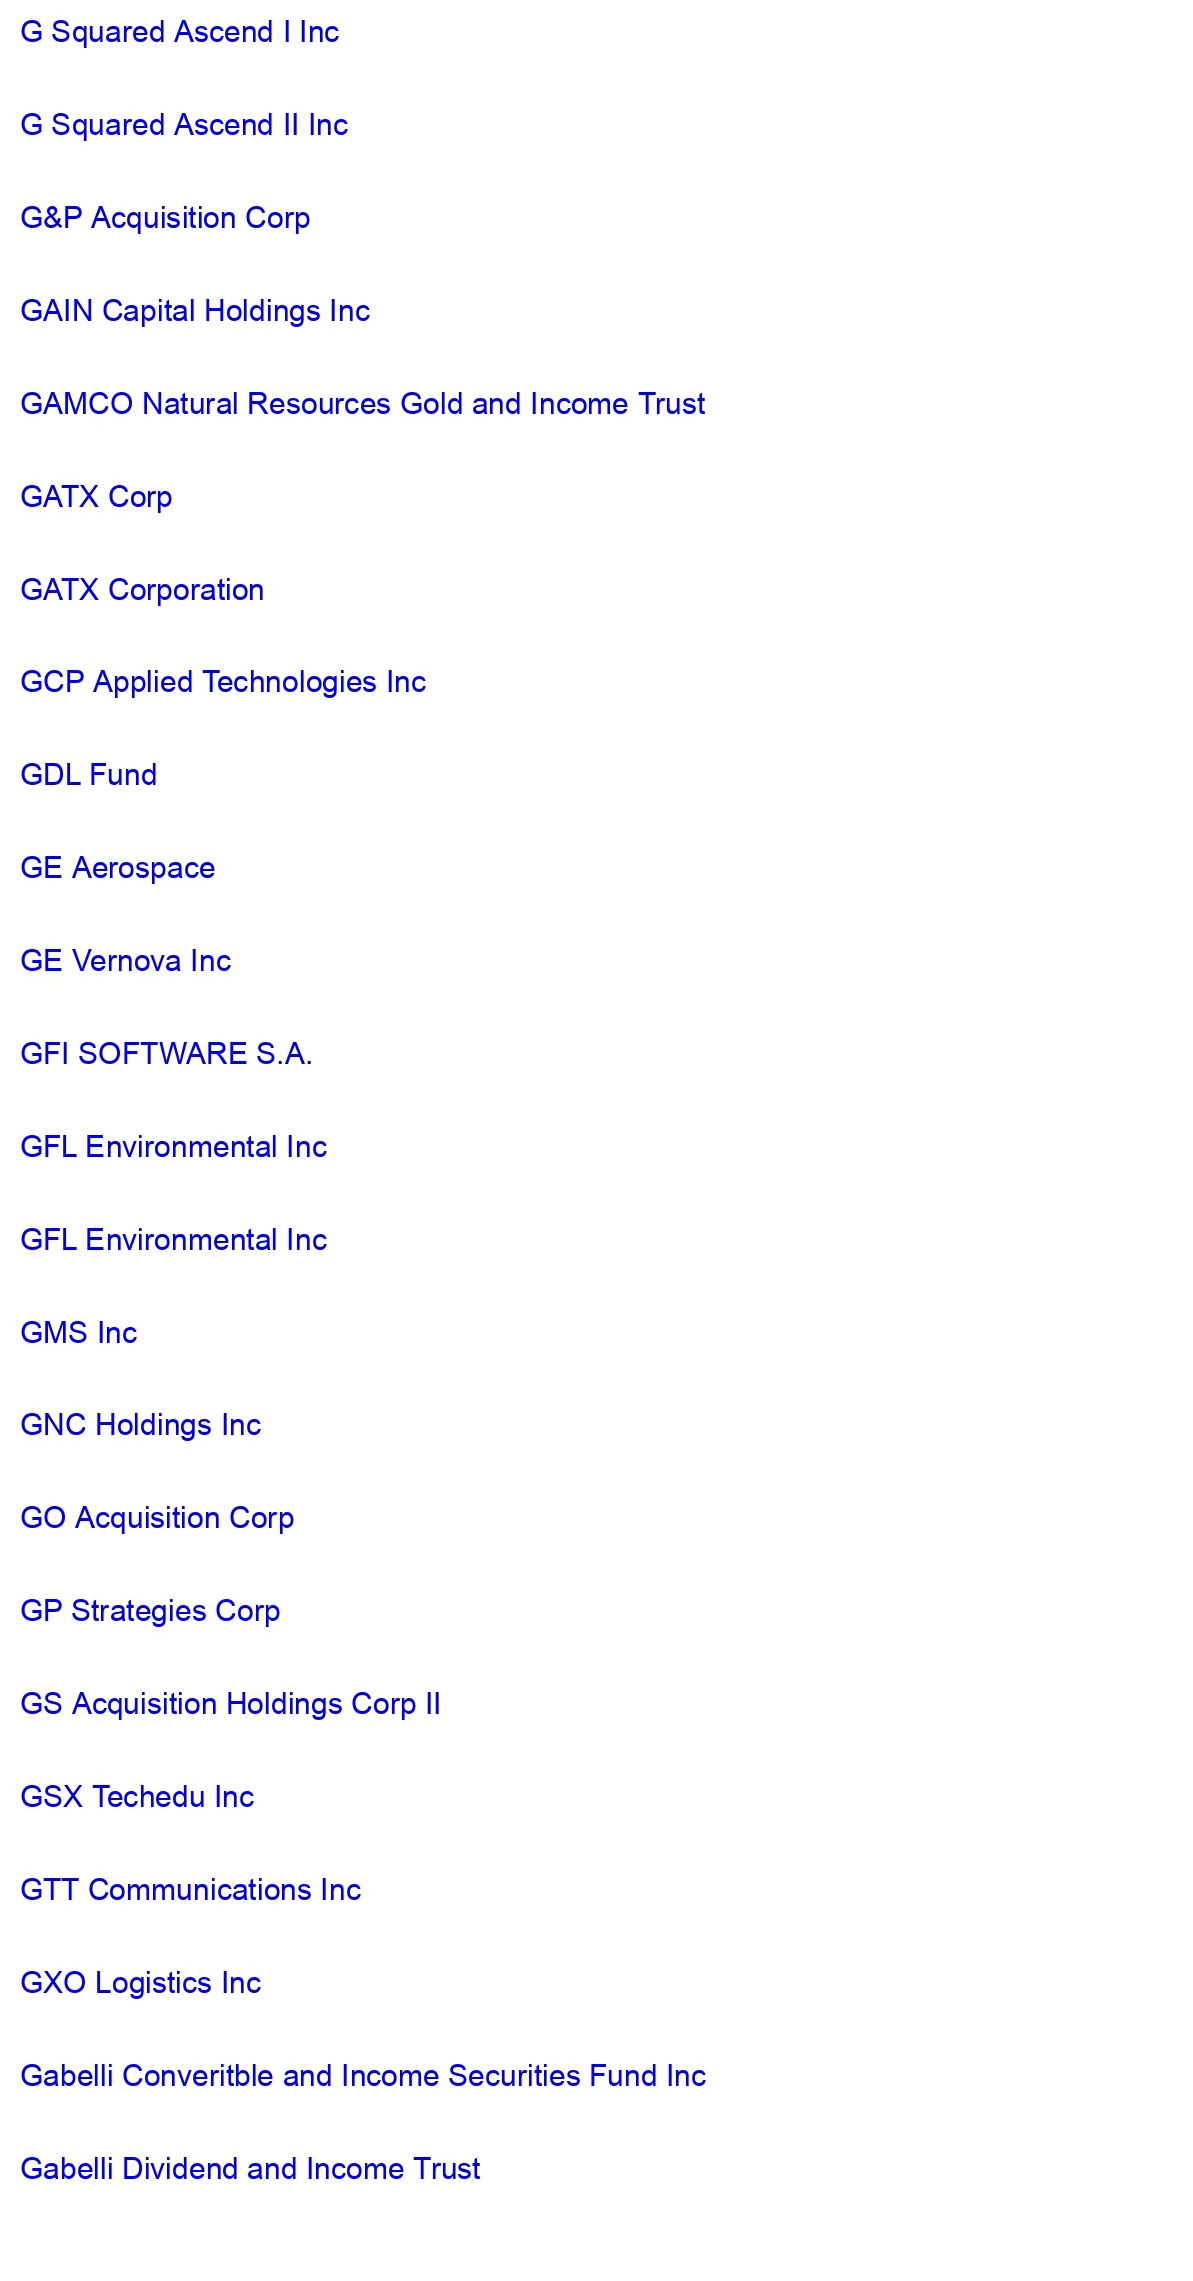 G Squared Ascend I Inc
G Squared Ascend II Inc
G&P Acquisition Corp
GAIN Capital Holdings Inc
GAMCO Natural Resources Gold and Income Trust
GATX Corp
GATX Corporation
GCP Applied Technologies Inc
GDL Fund
GE Aerospace
GE Vernova Inc
GFI SOFTWARE S.A.
GFL Environmental Inc
GFL Environmental Inc
GMS Inc
GNC Holdings Inc
GO Acquisition Corp
GP Strategies Corp
GS Acquisition Holdings Corp II
GSX Techedu Inc
GTT Communications Inc
GXO Logistics Inc
Gabelli Converitble and Income Securities Fund Inc
Gabelli Dividend and Income Trust